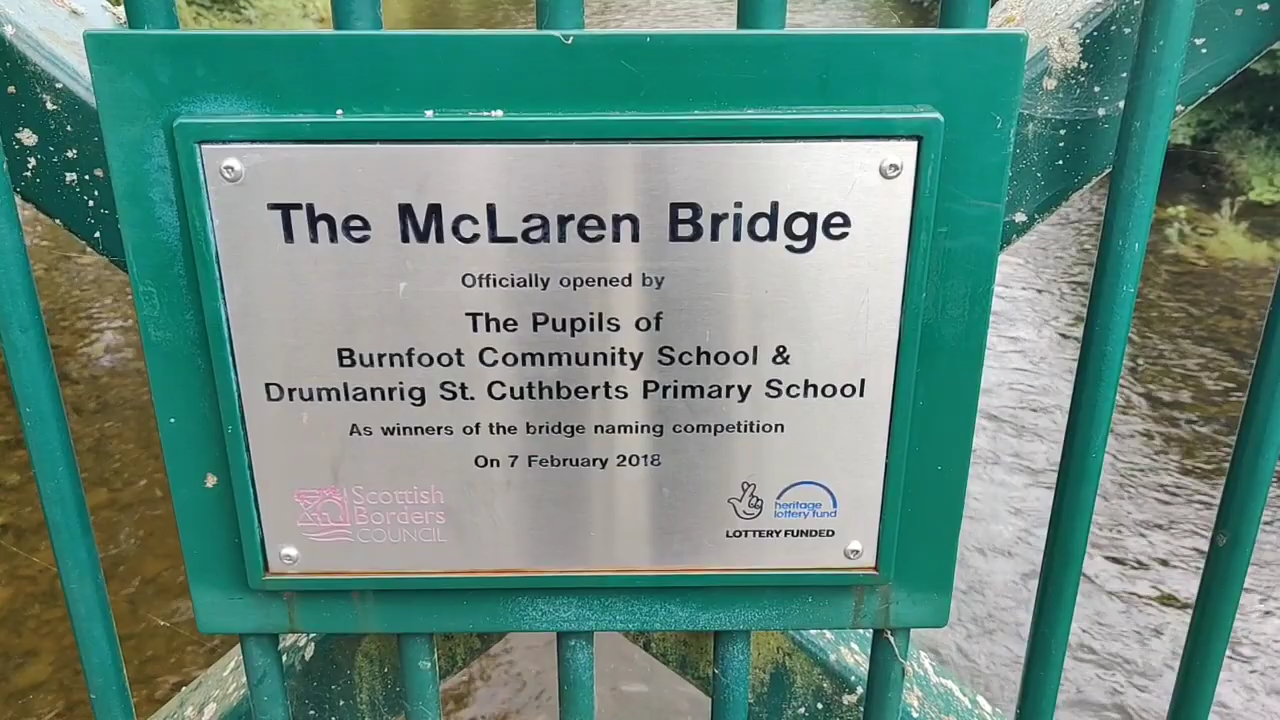 The McLaren Bridge
Officially opened by
The Pupils of
Burnfoot Community School &
Drumlanrig St. Cuthberts Primary School
As winners of the bridge naming competition
On 7 February 2018
Scottish
Borders
COUNCIL
heritage
lottery fund
LOTTERY FUNDED